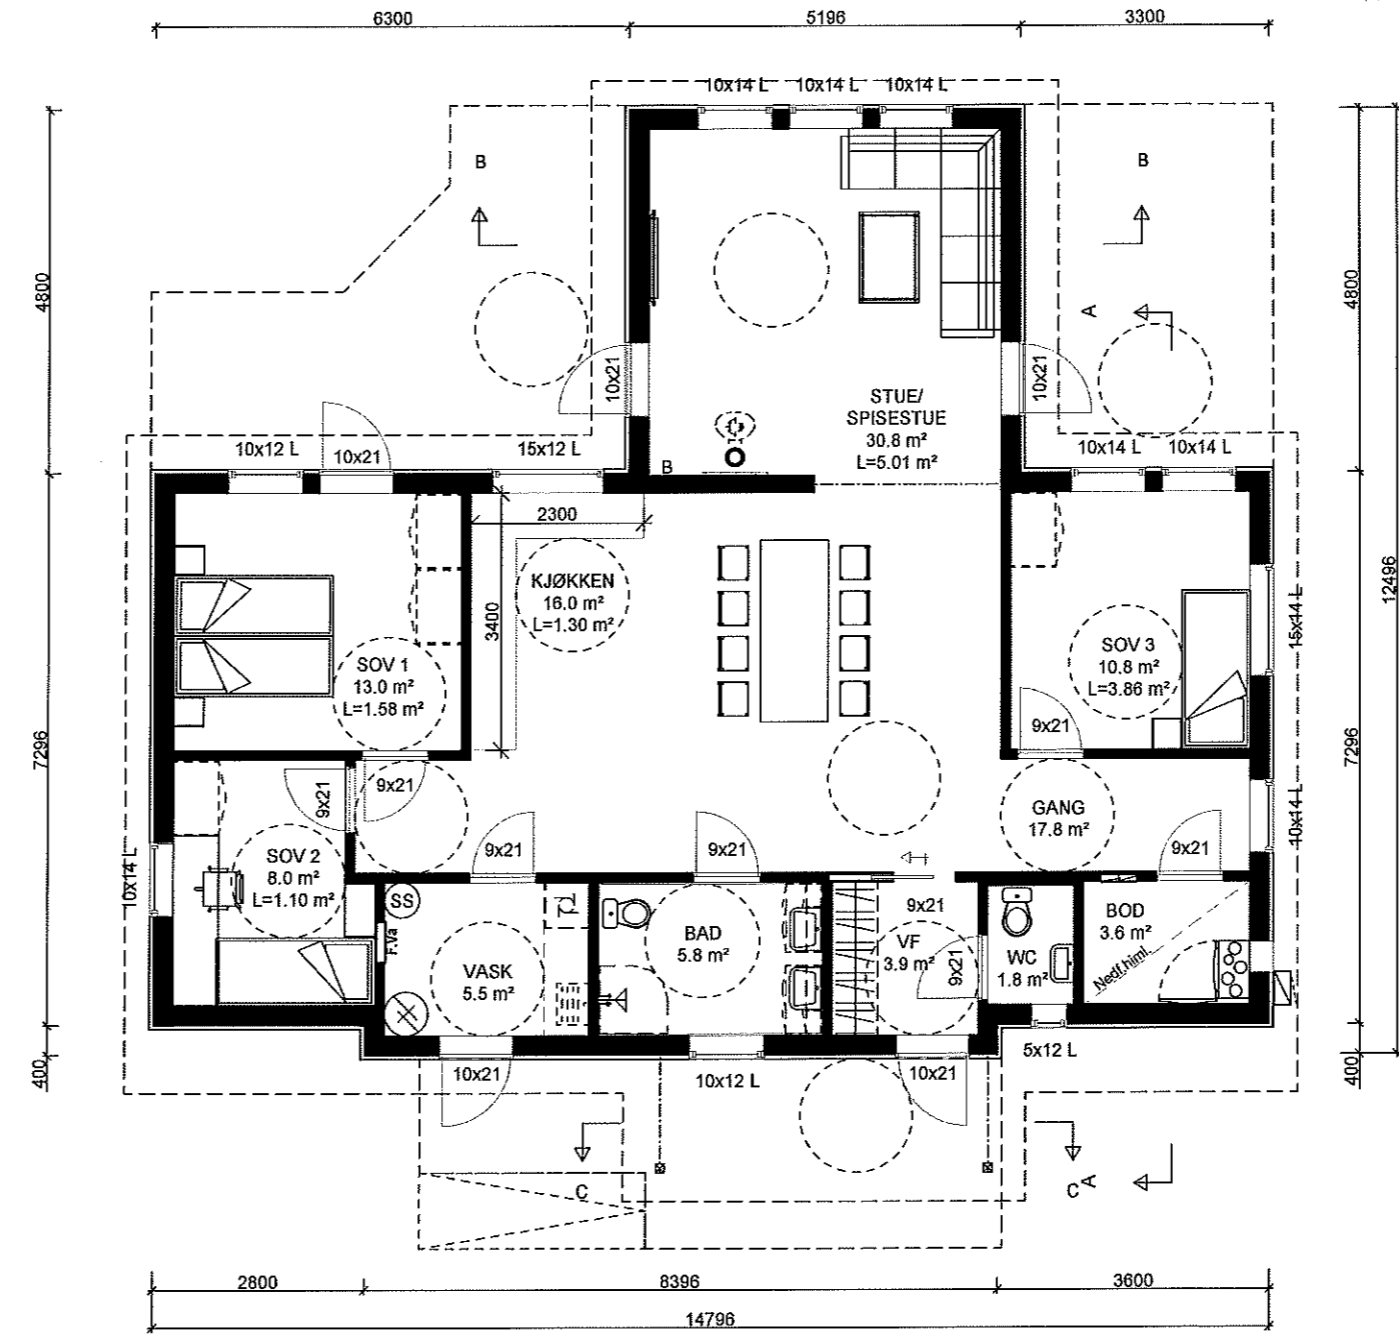 6300
5196
3300
10x14 L
10x14 L
10x14 L
B
B
4800
4800
A
10x21
10x21
STUE/
SPISESTUE
30.8 m²
L=5.01 m²
10x12 L
10x21
15x12 L
B
10x14 L
10x14 L
2300
12496
KJØKKEN
16.0 m²
L=1.30 m²
3400
15x14 L
SOV 1
13.0 m²
L=1.58 m²
SOV 3
10.8 m²
L=3.86 m²
9x21
7296
7296
9x21
9x21
GANG
17.8 m²
10x14 L
SOV 2
8.0 m²
L=1.10 m²
9x21
9x21
9x21
10x14 L
SS
F.Va
9x21
BAD
5.8 m²
VF
3.9 m²
9x21
WC
1.8 m²
BOD
3.6 m²
Nedf.himl.
VASK
5.5 m²
5x12 L
10x21
10x12 L
10x21
400
400
C
C
A
2800
8396
3600
14796